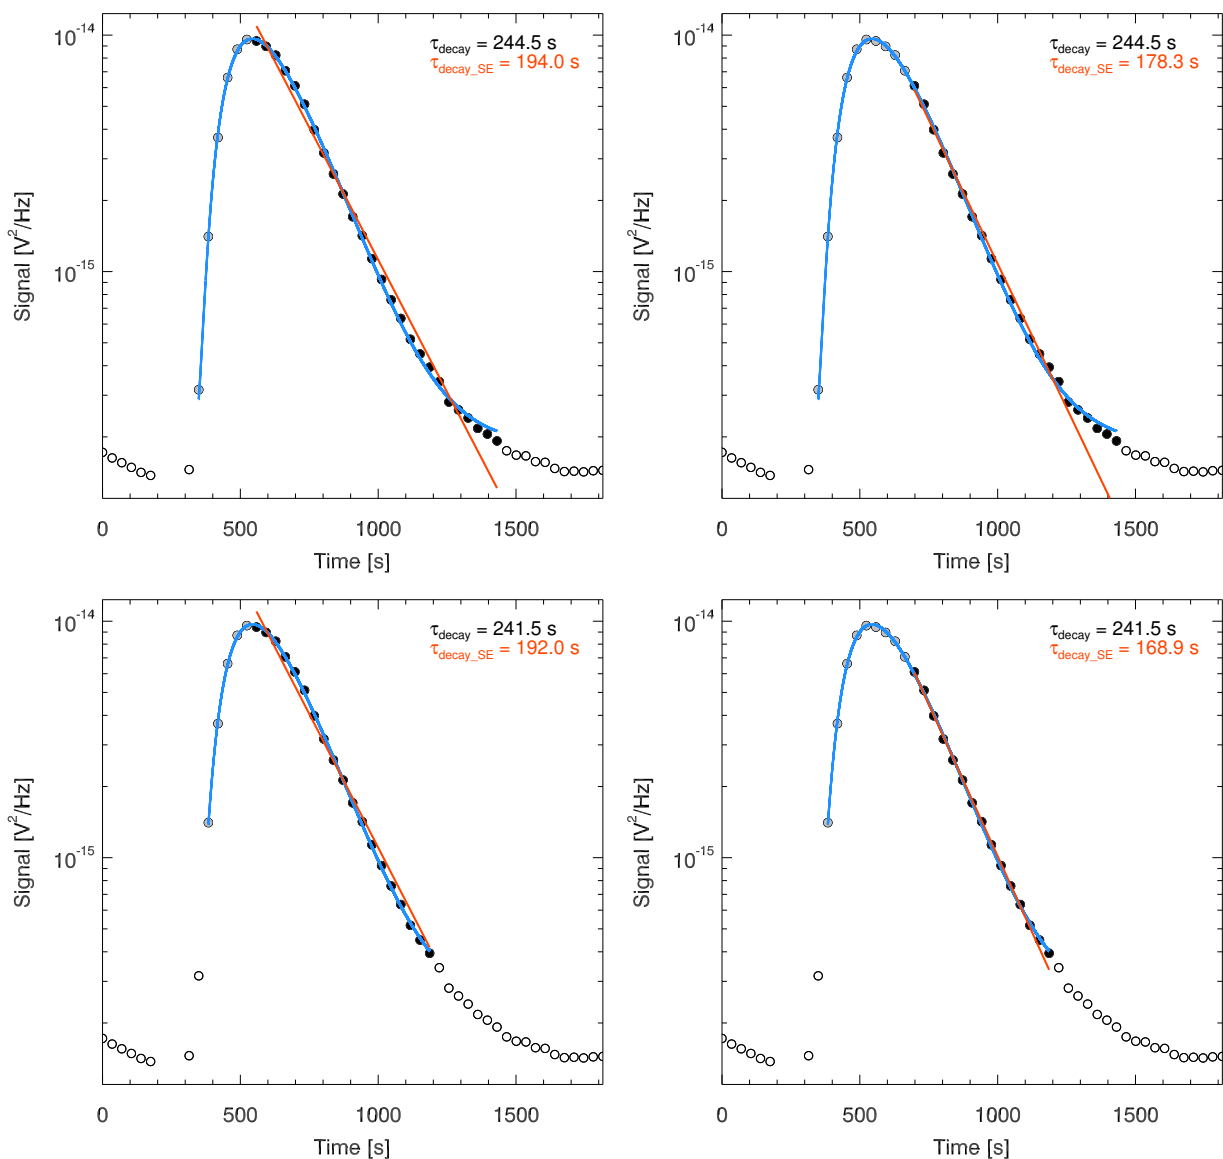 10⁻¹⁴
10⁻¹⁵
Signal [V²/Hz]
τdecay = 244.5 s
τdecay_SE = 194.0 s
0 500 1000 1500
Time [s]
10⁻¹⁴
10⁻¹⁵
Signal [V²/Hz]
τdecay = 244.5 s
τdecay_SE = 178.3 s
0 500 1000 1500
Time [s]
10⁻¹⁴
10⁻¹⁵
Signal [V²/Hz]
τdecay = 241.5 s
τdecay_SE = 192.0 s
0 500 1000 1500
Time [s]
10⁻¹⁴
10⁻¹⁵
Signal [V²/Hz]
τdecay = 241.5 s
τdecay_SE = 168.9 s
0 500 1000 1500
Time [s]